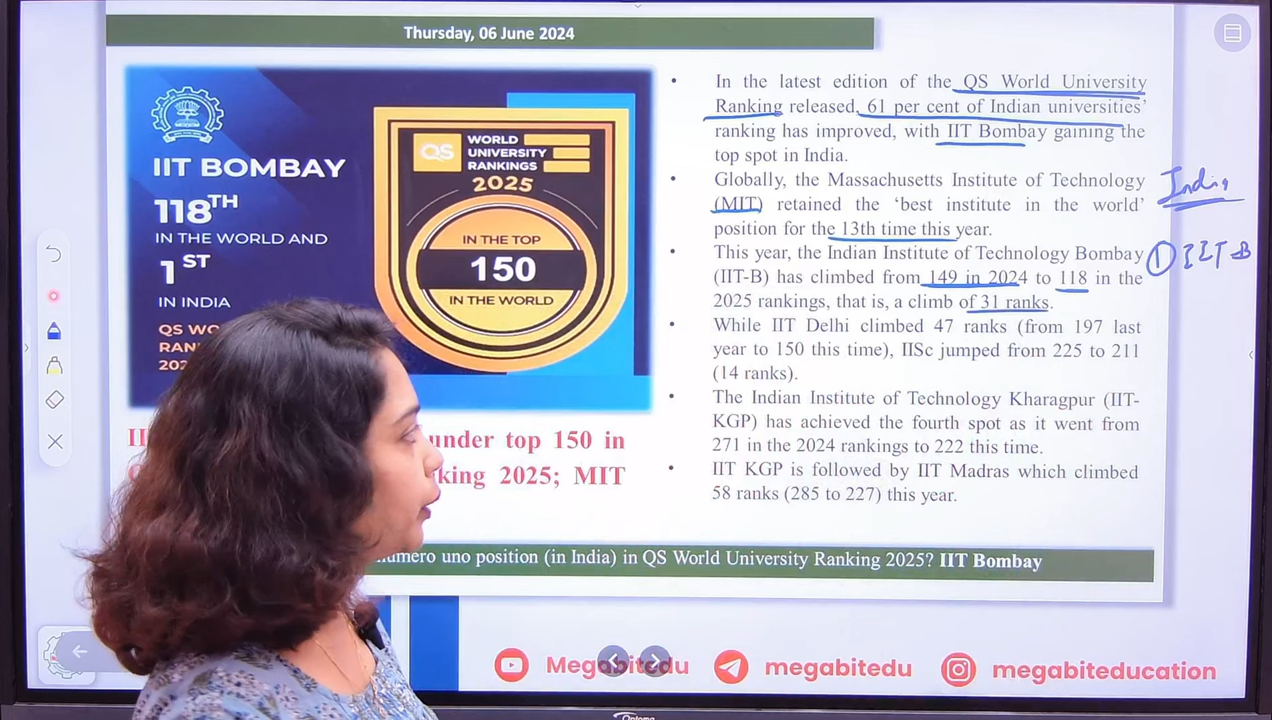 Thursday, 06 June 2024
IIT BOMBAY
118TH
IN THE WORLD AND
1ST
IN INDIA
QS WO
RAN
202
QS
WORLD
UNIVERSITY
RANKINGS
2025
IN THE TOP
150
IN THE WORLD
under top 150 in
king 2025; MIT
• In the latest edition of the QS World University
Ranking released, 61 per cent of Indian universities'
ranking has improved, with IIT Bombay gaining the
top spot in India.
• Globally, the Massachusetts Institute of Technology
(MIT) retained the 'best institute in the world'
position for the 13th time this year.
• This year, the Indian Institute of Technology Bombay
(IIT-B) has climbed from 149 in 2024 to 118 in the
2025 rankings, that is, a climb of 31 ranks.
• While IIT Delhi climbed 47 ranks (from 197 last
year to 150 this time), IISc jumped from 225 to 211
(14 ranks).
• The Indian Institute of Technology Kharagpur (IIT-
KGP) has achieved the fourth spot as it went from
271 in the 2024 rankings to 222 this time.
• IIT KGP is followed by IIT Madras which climbed
58 ranks (285 to 227) this year.
India
① IIT-B
numero uno position (in India) in QS World University Ranking 2025? IIT Bombay
Megabitedu
megabitedu
megabiteducation
Optoma